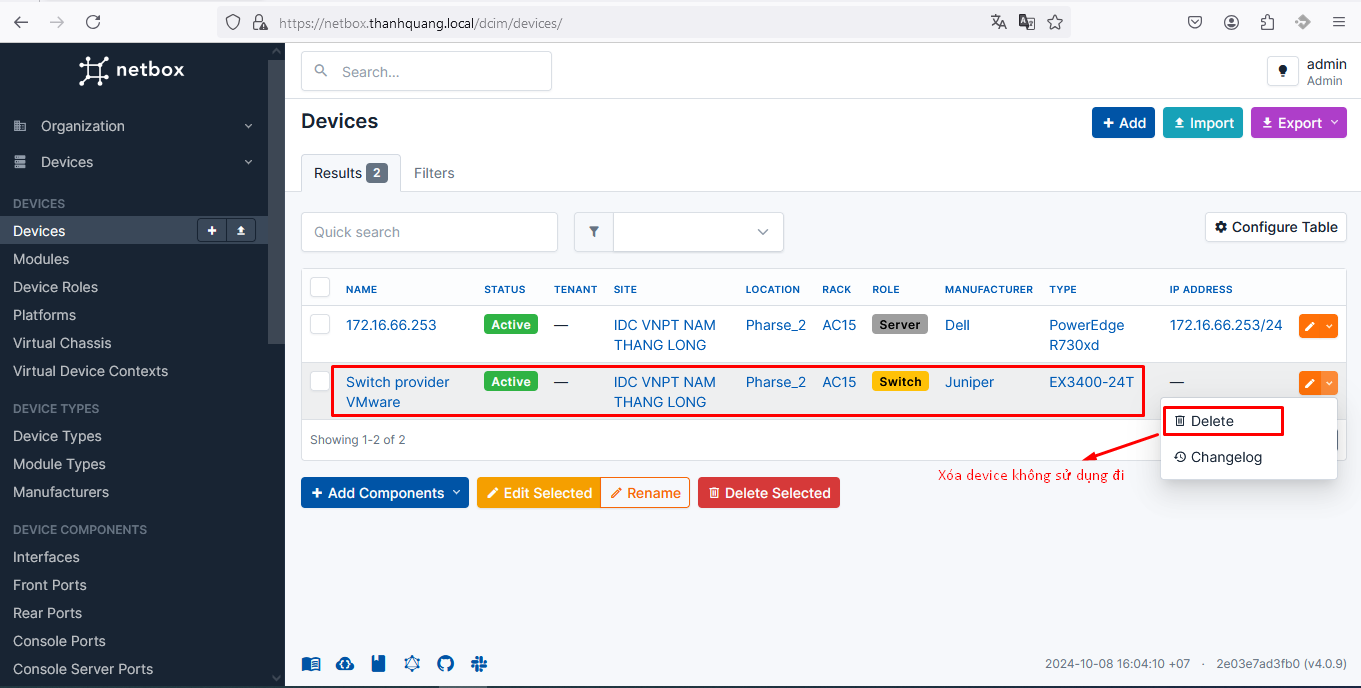 https://netbox.thanhquang.local/dcim/devices/
netbox
Search...
admin
Admin
Organization
Devices
DEVICES
Devices
Modules
Device Roles
Platforms
Virtual Chassis
Virtual Device Contexts
DEVICE TYPES
Device Types
Module Types
Manufacturers
DEVICE COMPONENTS
Interfaces
Front Ports
Rear Ports
Console Ports
Console Server Ports
Devices
+ Add
Import
Export
Results 2
Filters
Quick search
Configure Table
NAME STATUS TENANT SITE LOCATION RACK ROLE MANUFACTURER TYPE IP ADDRESS
172.16.66.253 Active — IDC VNPT NAM Pharse_2 AC15 Server Dell PowerEdge 172.16.66.253/24
THANG LONG R730xd
Switch provider Active — IDC VNPT NAM Pharse_2 AC15 Switch Juniper EX3400-24T —
VMware THANG LONG
Delete
Changelog
Showing 1-2 of 2
Xóa device không sử dụng đi
+ Add Components
Edit Selected
Rename
Delete Selected
2024-10-08 16:04:10 +07 · 2e03e7ad3fb0 (v4.0.9)